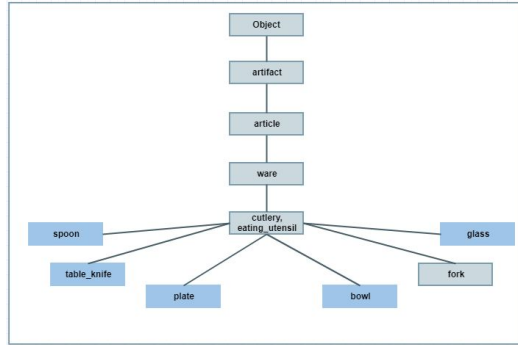 Object
artifact
article
ware
cutlery,
eating_utensil
spoon
glass
table_knife
fork
plate
bowl